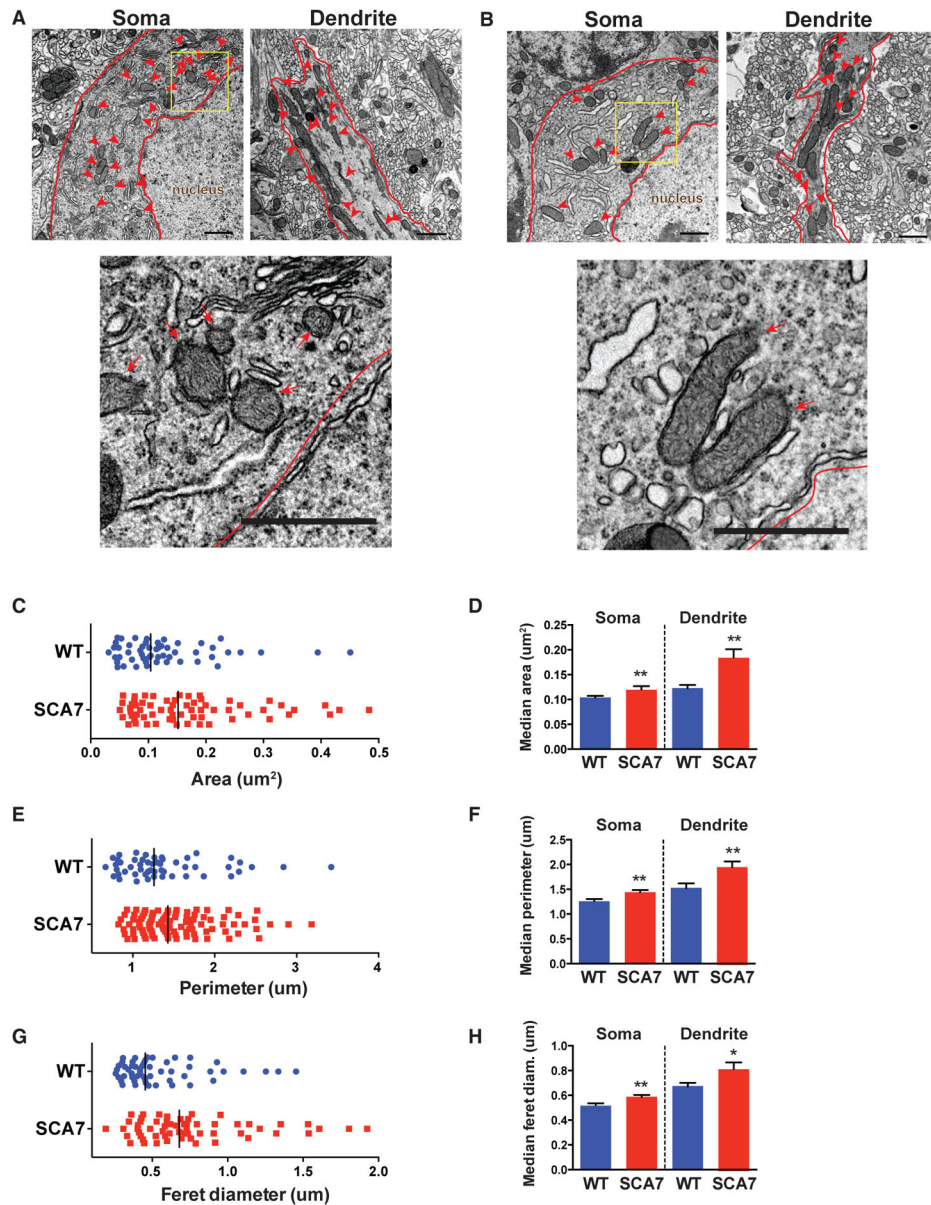 A
Soma
Dendrite
nucleus
B
Soma
Dendrite
nucleus
C
WT
SCA7
0.0 0.1 0.2 0.3 0.4 0.5
Area (um²)
D
Soma Dendrite
Median area (um²)
0.25
0.20
0.15
0.10
0.05
0.00
** **
WT SCA7 WT SCA7
E
WT
SCA7
1 2 3 4
Perimeter (um)
F
Soma Dendrite
Median perimeter (um)
2.5
2.0
1.5
1.0
0.5
0.0
** **
WT SCA7 WT SCA7
G
WT
SCA7
0.5 1.0 1.5 2.0
Feret diameter (um)
H
Soma Dendrite
Median feret diam. (um)
1.0
0.8
0.6
0.4
0.2
0
** *
WT SCA7 WT SCA7